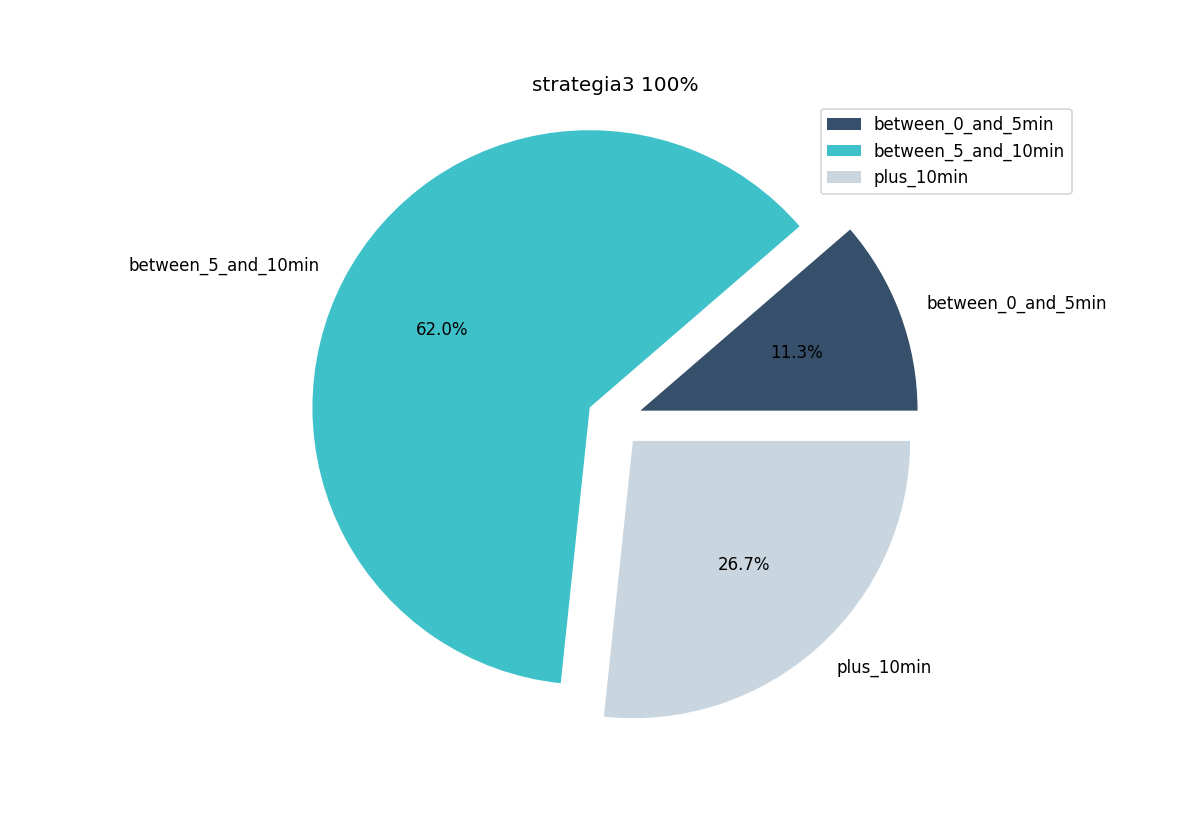 strategia3 100%
between_0_and_5min
between_5_and_10min
plus_10min
between_5_and_10min
between_0_and_5min
62.0%
11.3%
26.7%
plus_10min